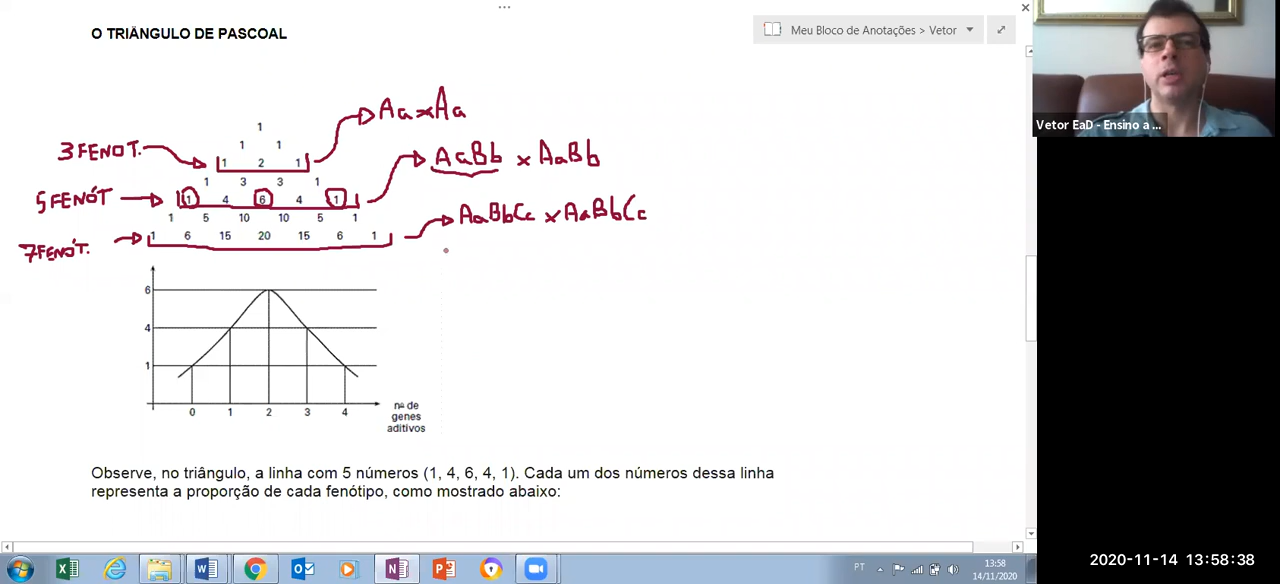 O TRIÂNGULO DE PASCOAL
Meu Bloco de Anotações > Vetor
Vetor EaD - Ensino a ...
Aa x Aa
1
1 1
3 FENOT.
1 2 1
AaBb x AaBb
1 3 3 1
5 FENÓT
1 4 6 4 1
1 5 10 10 5 1
AaBbCc x AaBbCc
7 FENÓT.
1 6 15 20 15 6 1
6
4
1
0 1 2 3 4
nº de
genes
aditivos
Observe, no triângulo, a linha com 5 números (1, 4, 6, 4, 1). Cada um dos números dessa linha
representa a proporção de cada fenótipo, como mostrado abaixo:
2020-11-14 13:58:38
PT
13:58
14/11/2020